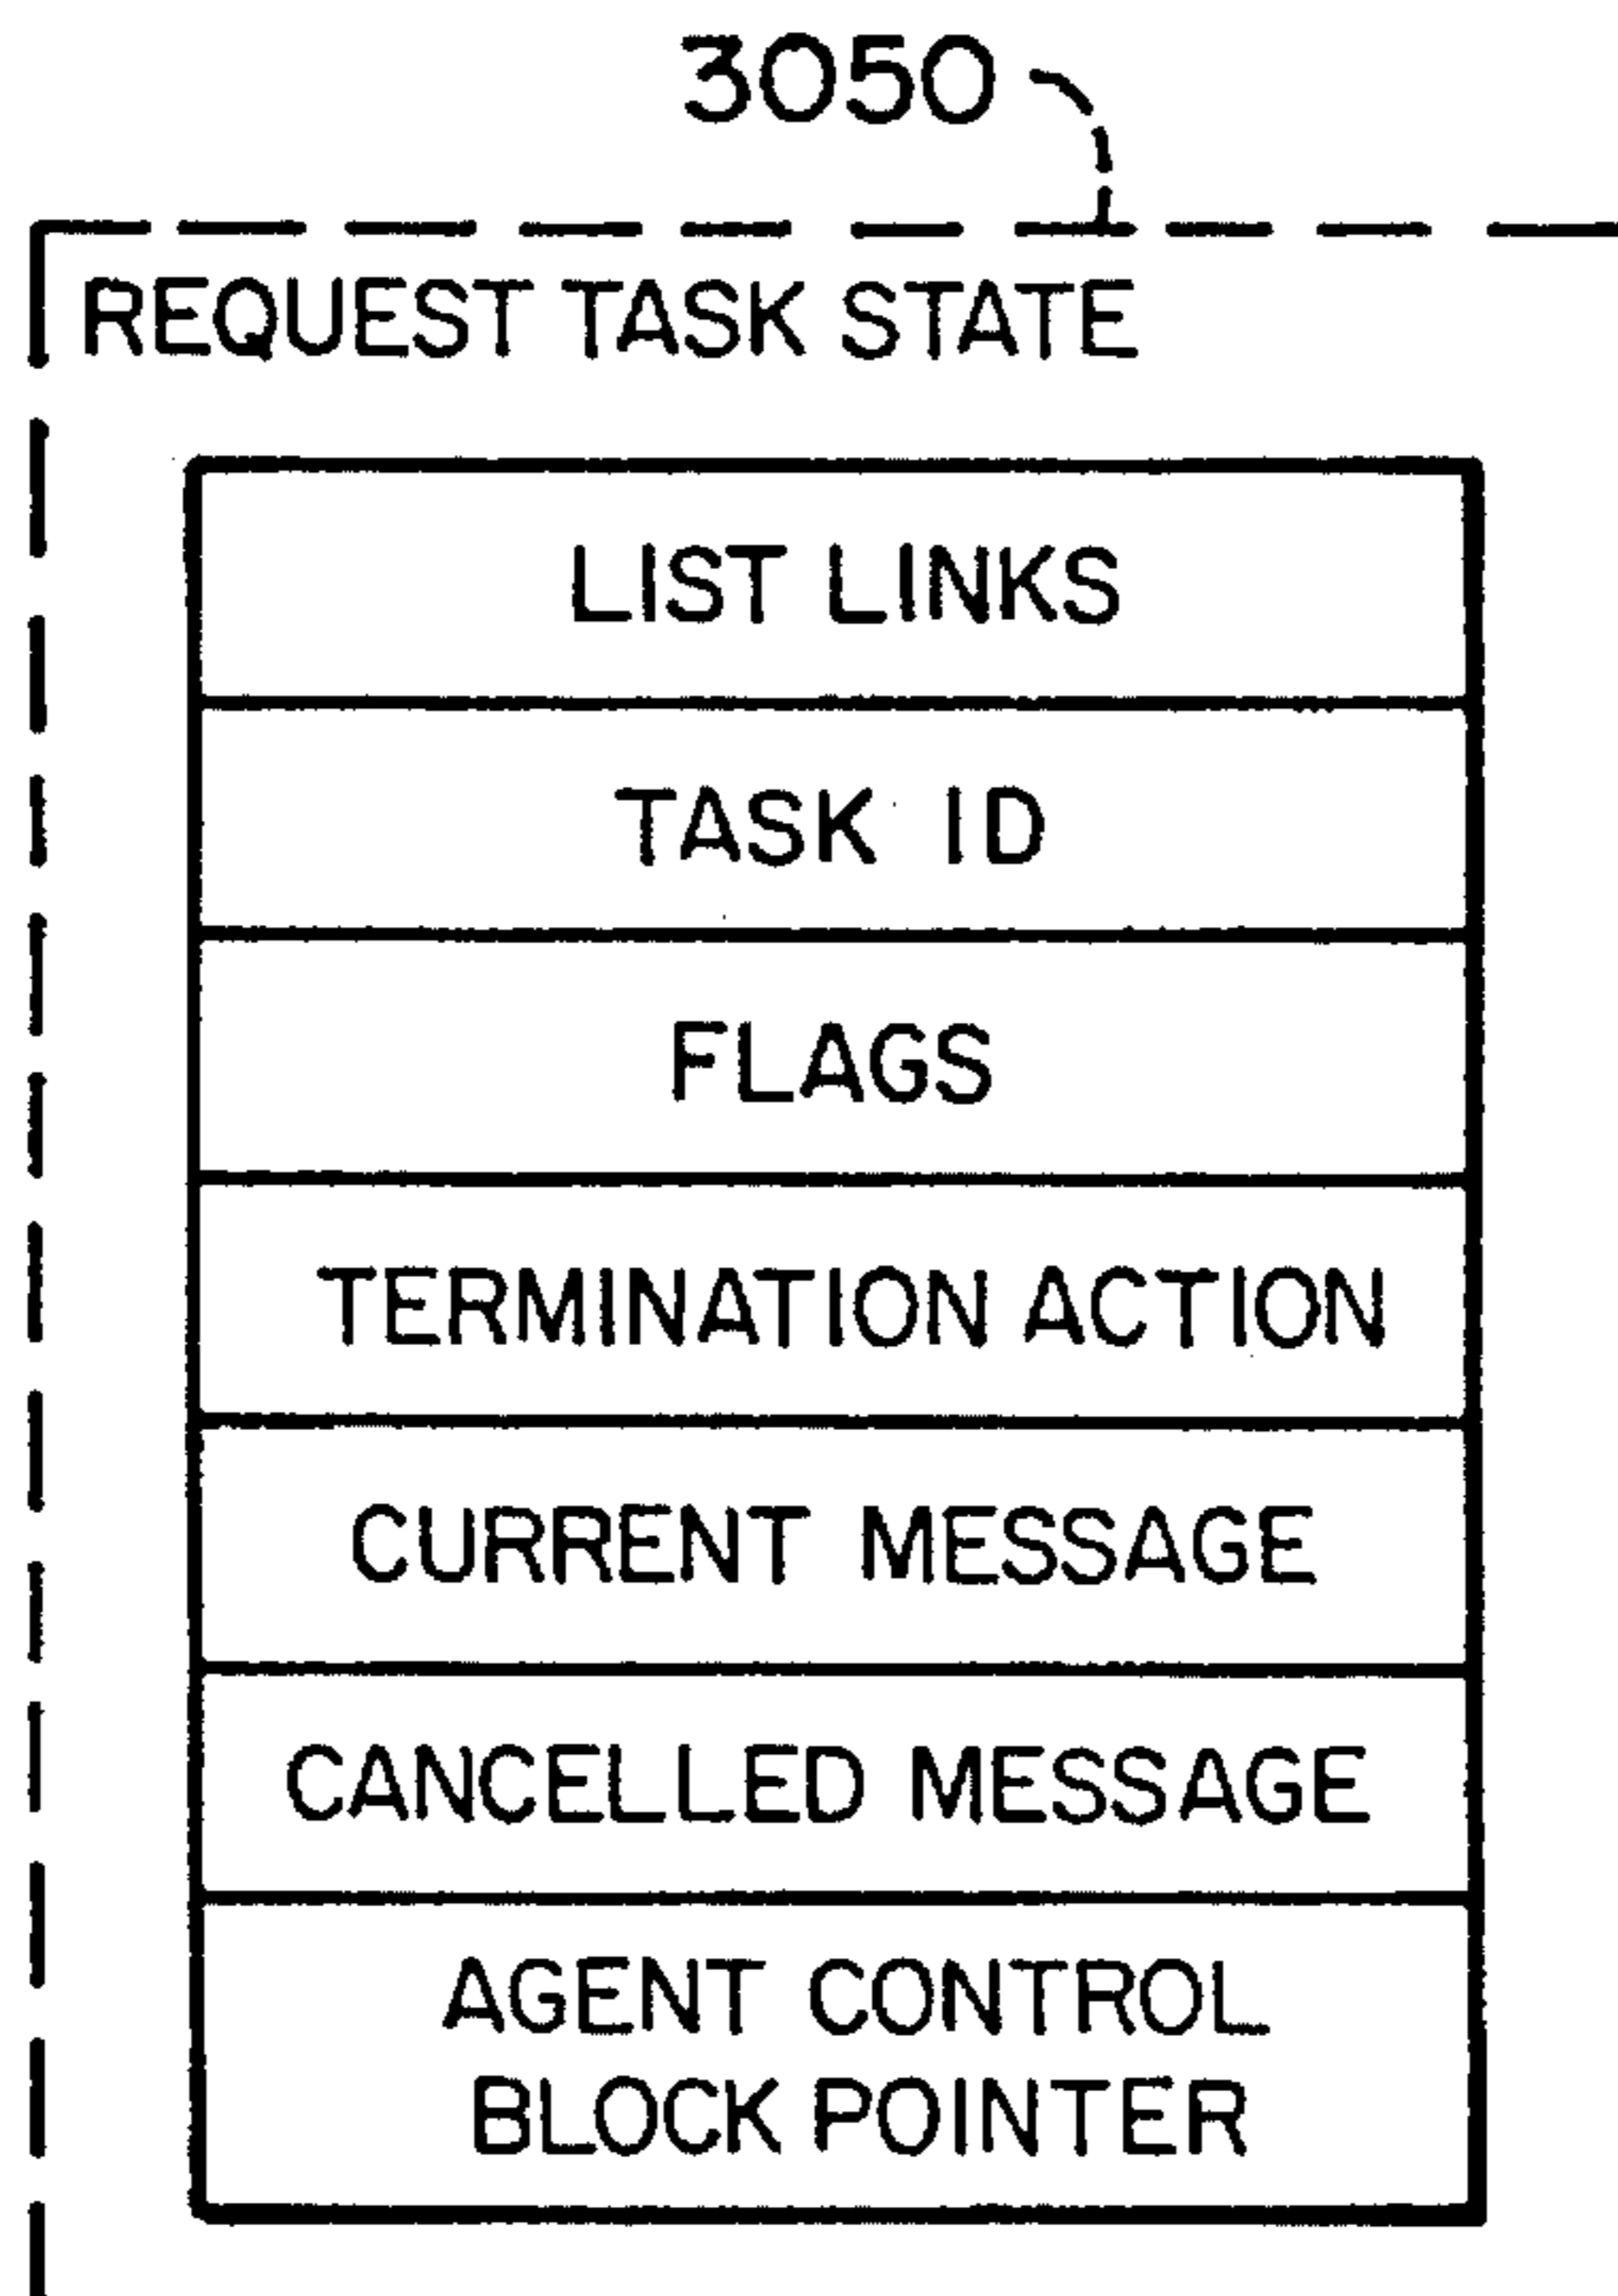 3050
REQUEST TASK STATE
LIST LINKS
TASK ID
FLAGS
TERMINATION ACTION
CURRENT MESSAGE
CANCELLED MESSAGE
AGENT CONTROL
BLOCK POINTER